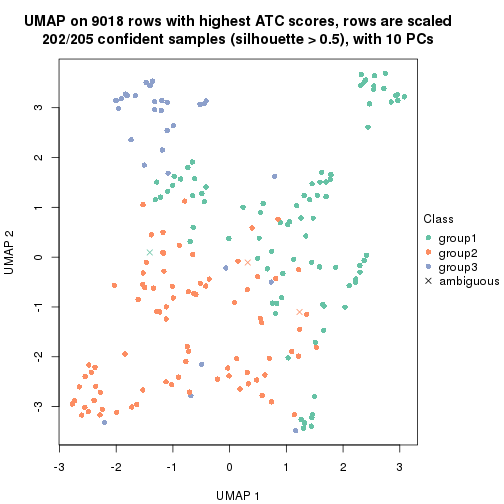 UMAP on 9018 rows with highest ATC scores, rows are scaled
202/205 confident samples (silhouette > 0.5), with 10 PCs
3
2
1
0
-1
-2
-3
UMAP 2
-3
-2
-1
0
1
2
3
UMAP 1
Class
group1
group2
group3
ambiguous